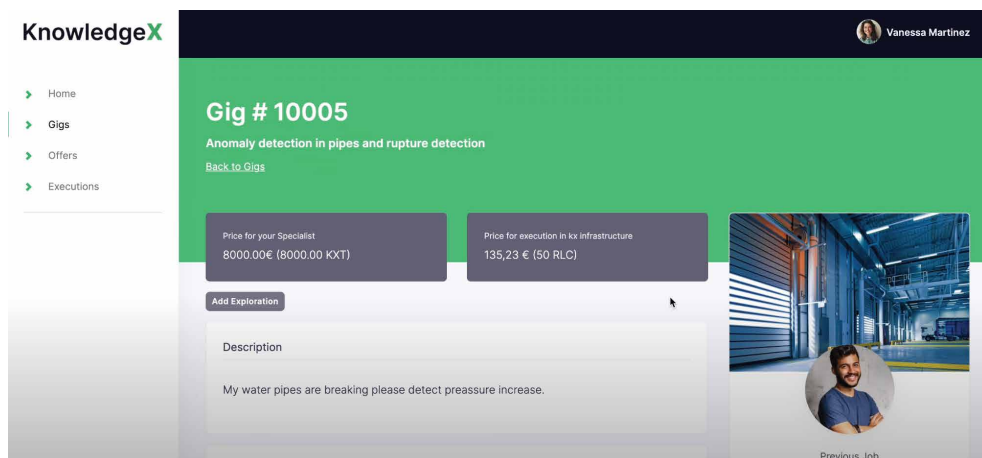 KnowledgeX
Vanessa Martinez
Home
Gigs
Offers
Executions
Gig # 10005
Anomaly detection in pipes and rupture detection
Back to Gigs
Price for your Specialist
8000.00€ (8000.00 KXT)
Price for execution in kx infrastructure
135,23 € (50 RLC)
Add Exploration
Description
My water pipes are breaking please detect preassure increase.
Previous Job